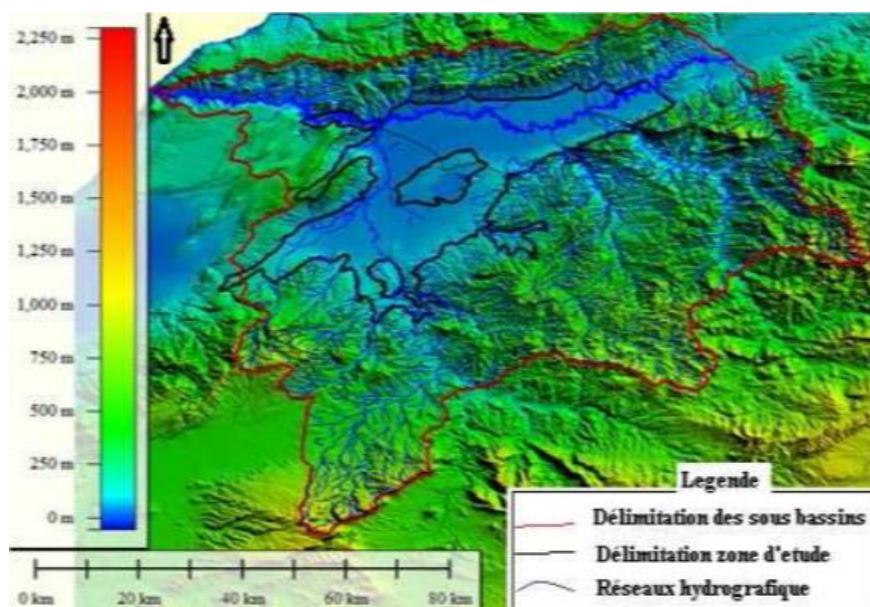 2,250 m
2,000 m
1,750 m
1,500 m
1,250 m
1,000 m
750 m
500 m
250 m
0 m
0 km 20 km 40 km 60 km 80 km
Legende
Délimitation des sous bassins
Délimitation zone d'etude
Réseaux hydrografique